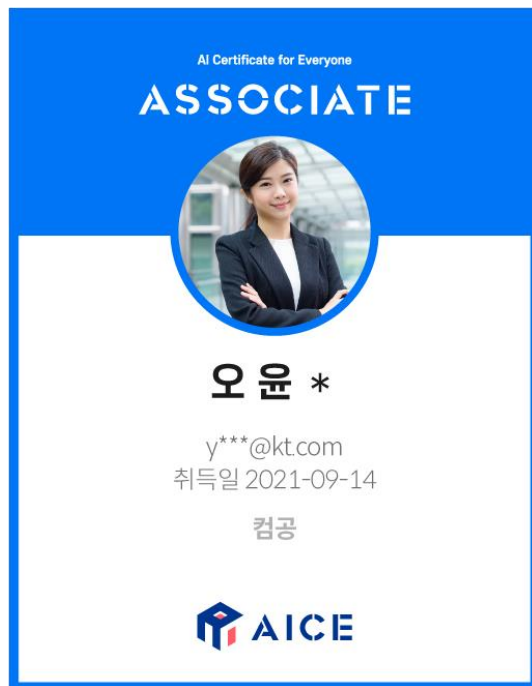 AI Certificate for Everyone
ASSOCIATE
오 윤 *
y***@kt.com
취득일 2021-09-14
컴공
AICE